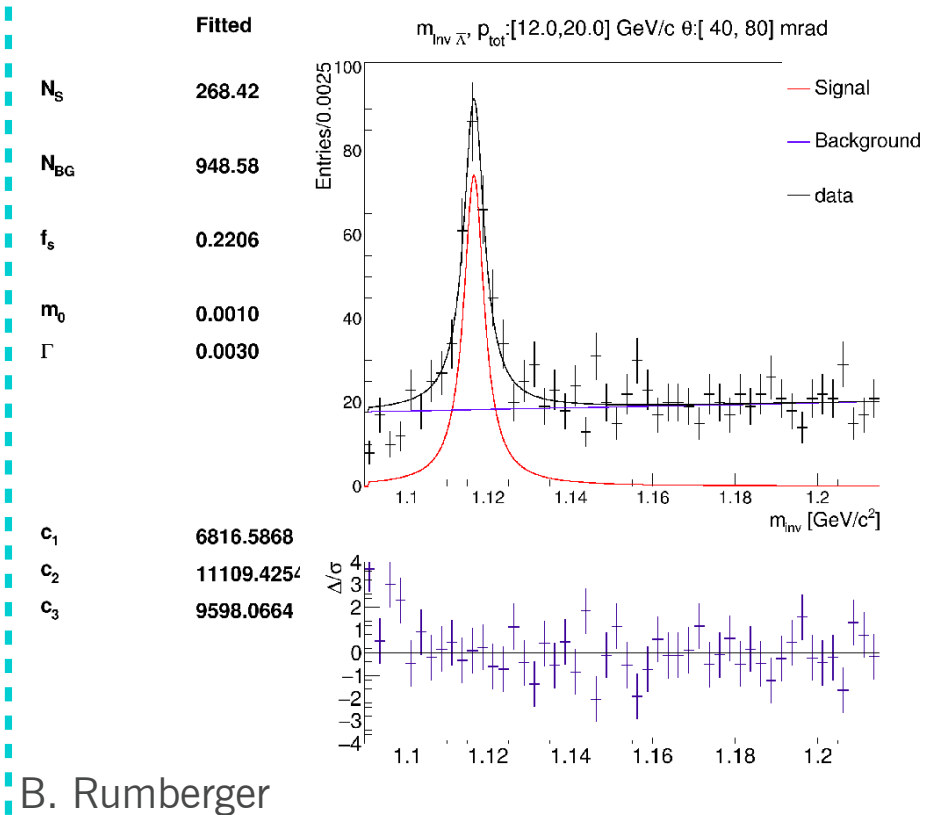 Fitted
N_S 268.42
N_BG 948.58
f_s 0.2206
m_0 0.0010
Γ 0.0030
c_1 6816.5868
c_2 11109.4254
c_3 9598.0664
m_Inv Λ̅, p_tot:[12.0,20.0] GeV/c θ:[ 40, 80] mrad
Entries/0.0025
100
80
60
40
20
0
Signal
Background
data
1.1 1.12 1.14 1.16 1.18 1.2
m_inv [GeV/c²]
Δ/σ
4
3
2
1
0
−1
−2
−3
−4
1.1 1.12 1.14 1.16 1.18 1.2
B. Rumberger